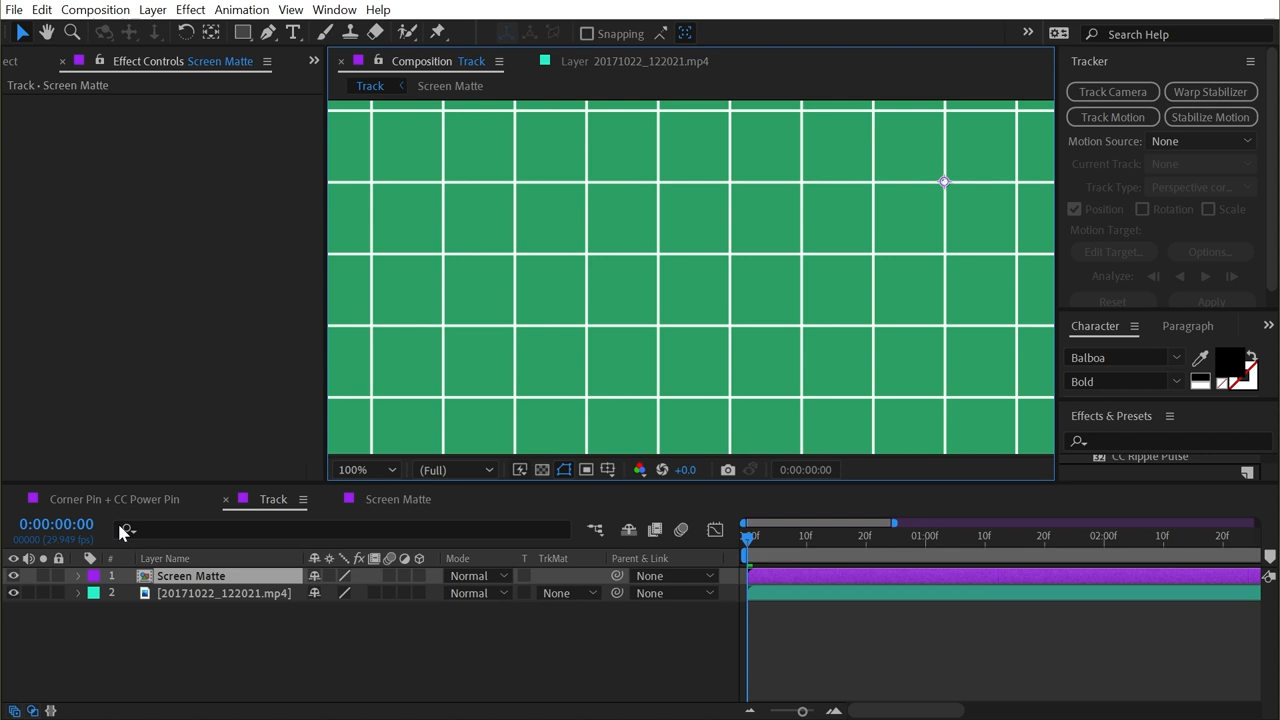 File Edit Composition Layer Effect Animation View Window Help
Snapping
Search Help
ect
Effect Controls Screen Matte
Composition Track
Layer 20171022_122021.mp4
Tracker
Track • Screen Matte
Track
Screen Matte
Track Camera
Warp Stabilizer
Track Motion
Stabilize Motion
Motion Source: None
Current Track: None
Track Type: Perspective cor...
Position Rotation Scale
Motion Target:
Edit Target...
Options...
Analyze:
Reset
Apply
Character
Paragraph
Balboa
Bold
Effects & Presets
CC Ripple Pulse
100%
(Full)
+0.0
0:00:00:00
Corner Pin + CC Power Pin
Track
Screen Matte
0:00:00:00
00000 (29.949 fps)
10f 20f 01:00f 10f 20f 02:00f 10f 20f
# Layer Name Mode T TrkMat Parent & Link
1 Screen Matte Normal None
2 [20171022_122021.mp4] Normal None None